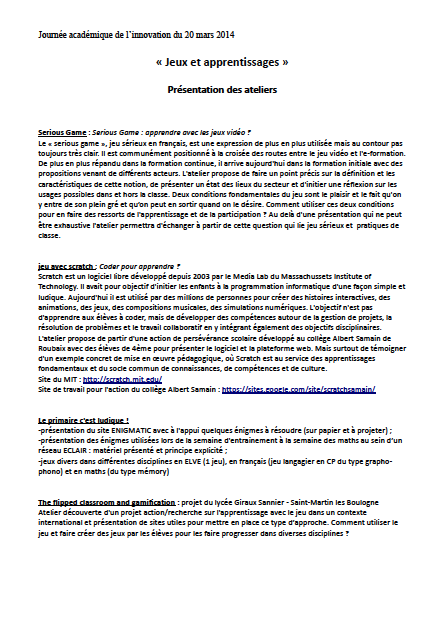 Journée académique de l'innovation du 20 mars 2014
« Jeux et apprentissages »
Présentation des ateliers
Serious Game : Serious Game : apprendre avec les jeux vidéo ?
Le « serious game », jeu sérieux en français, est une expression de plus en plus utilisée mais au contour pas
toujours très clair. Il est communément positionné à la croisée des routes entre le jeu vidéo et l'e-formation.
De plus en plus répandu dans la formation continue, il arrive aujourd'hui dans la formation initiale avec des
propositions venant de différents acteurs. L'atelier propose de faire un point précis sur la définition et les
caractéristiques de cette notion, de présenter un état des lieux du secteur et d'initier une réflexion sur les
usages possibles dans et hors la classe. Deux conditions fondamentales du jeu sont le plaisir et le fait qu'on
y entre de son plein gré et qu'on peut en sortir quand on le désire. Comment utiliser ces deux conditions
pour en faire des ressorts de l'apprentissage et de la participation ? Au delà d'une présentation qui ne peut
être exhaustive l'atelier permettra d'échanger à partir de cette question qui lie jeu sérieux et pratiques de
classe.
jeu avec scratch : Coder pour apprendre ?
Scratch est un logiciel libre développé depuis 2003 par le Media Lab du Massachussets Institute of
Technology. Il avait pour objectif d'initier les enfants à la programmation informatique d'une façon simple et
ludique. Aujourd'hui il est utilisé par des millions de personnes pour créer des histoires interactives, des
animations, des jeux, des compositions musicales, des simulations numériques. L'objectif n'est pas
d'apprendre aux élèves à coder, mais de développer des compétences autour de la gestion de projets, la
résolution de problèmes et le travail collaboratif en y intégrant également des objectifs disciplinaires.
L'atelier propose de partir d'une action de persévérance scolaire développé au collège Albert Samain de
Roubaix avec des élèves de 4ème pour présenter le logiciel et la plateforme web. Mais surtout de témoigner
d'un exemple concret de mise en œuvre pédagogique, où Scratch est au service des apprentissages
fondamentaux et du socle commun de connaissances, de compétences et de culture.
Site du MIT : http://scratch.mit.edu/
Site de travail pour l'action du collège Albert Samain : https://sites.google.com/site/scratchsamain/
Le primaire c'est ludique !
-présentation du site ENIGMATIC avec à l'appui quelques énigmes à résoudre (sur papier et à projeter) ;
-présentation des énigmes utilisées lors de la semaine d'entrainement à la semaine des maths au sein d'un
réseau ECLAIR : matériel présenté et principe explicité ;
-jeux divers dans différentes disciplines en ELVE (1 jeu), en français (jeu langagier en CP du type grapho-
phono) et en maths (du type mémory)
The flipped classroom and gamification : projet du lycée Giraux Sannier - Saint-Martin les Boulogne
Atelier découverte d'un projet action/recherche sur l'apprentissage avec le jeu dans un contexte
international et présentation de sites utiles pour mettre en place ce type d'approche. Comment utiliser le
jeu et faire créer des jeux par les élèves pour les faire progresser dans diverses disciplines ?